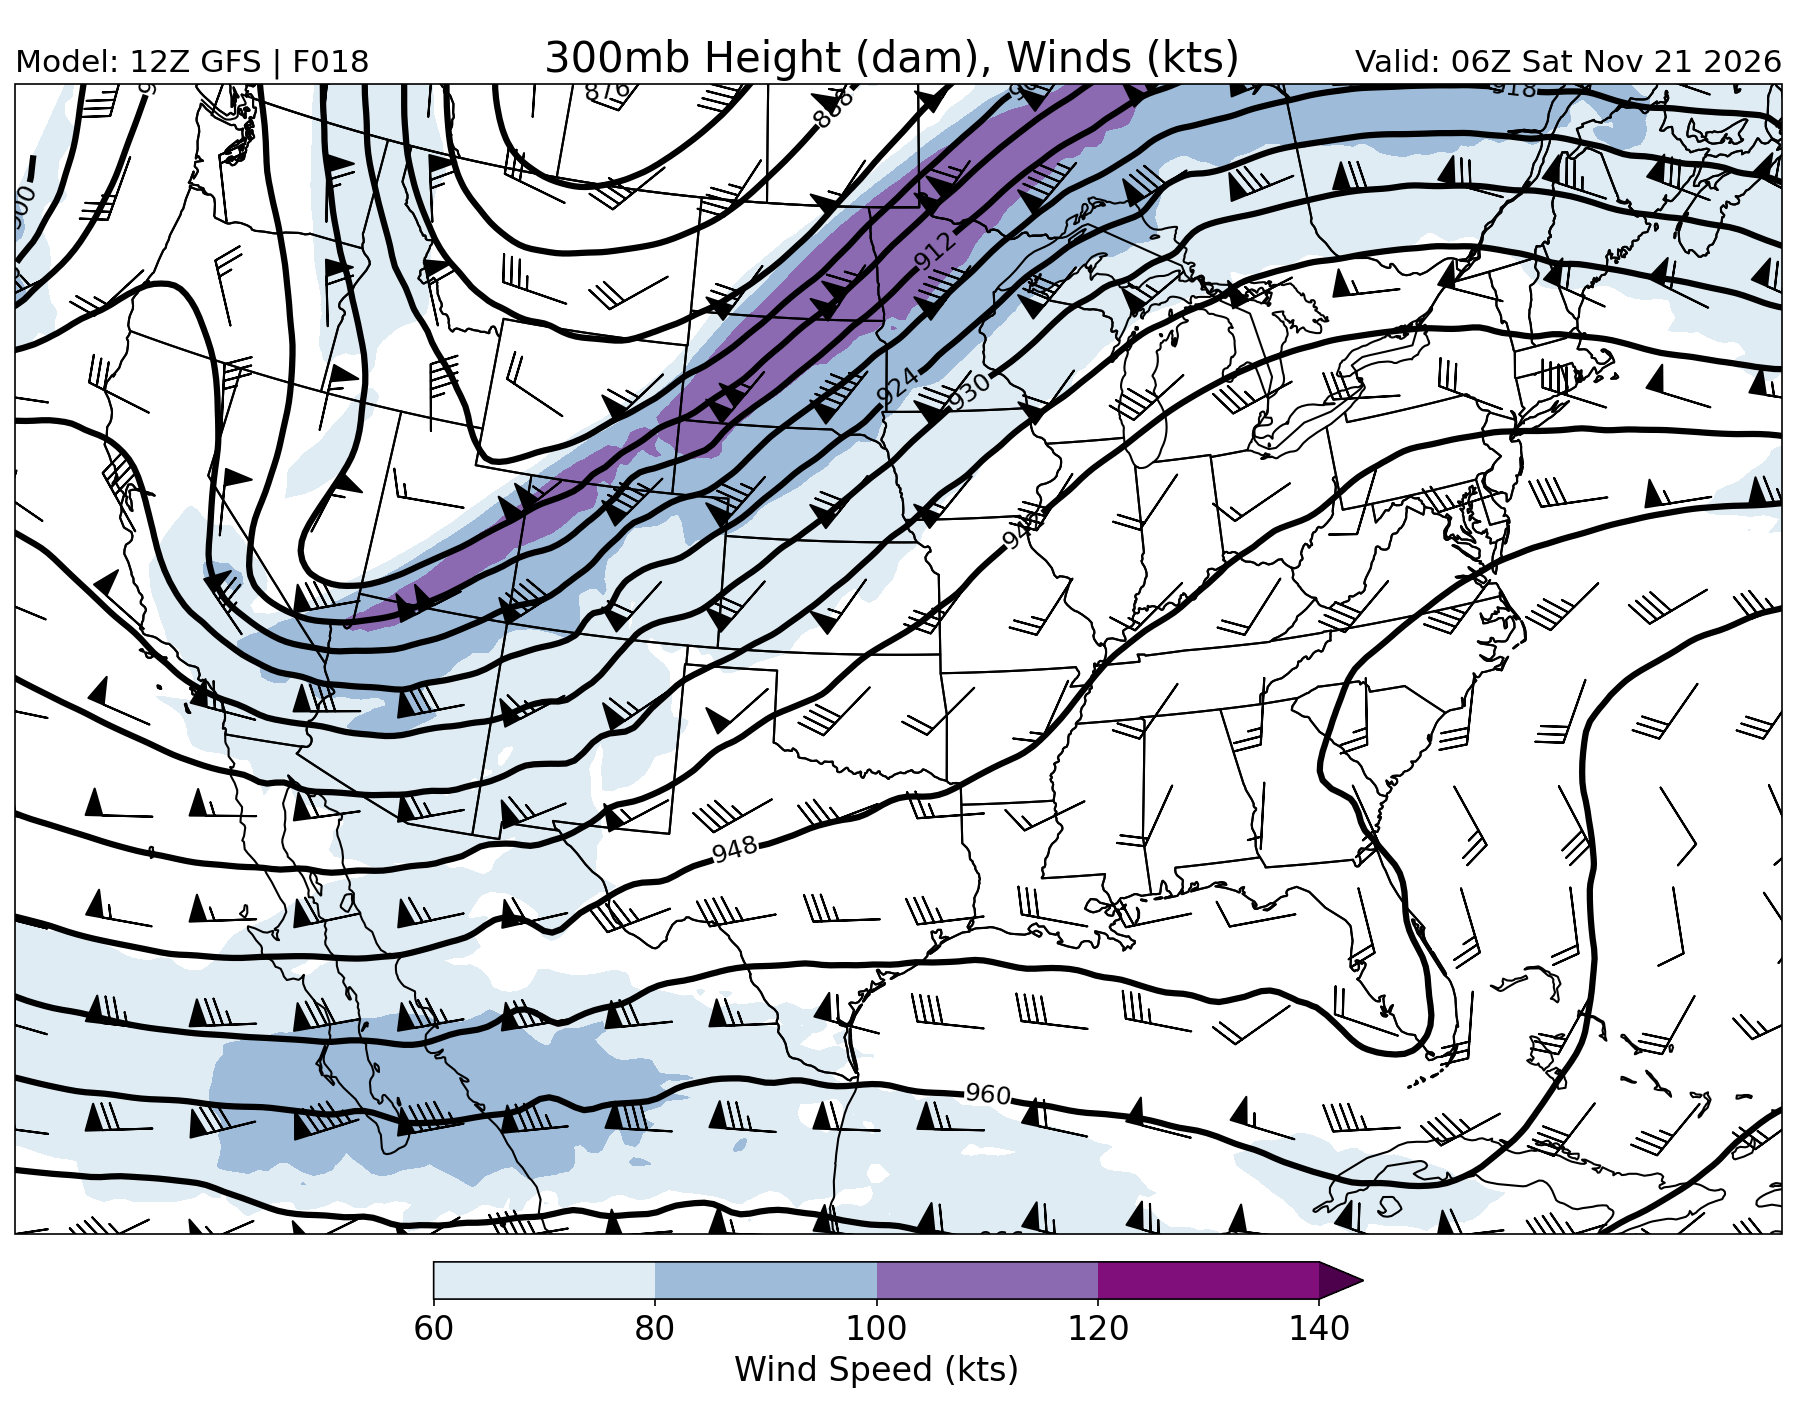 Model: 12Z GFS | F018
300mb Height (dam), Winds (kts)
Valid: 06Z Sat Nov 21 2026
876
918
900
912
924
930
948
960
60 80 100 120 140
Wind Speed (kts)